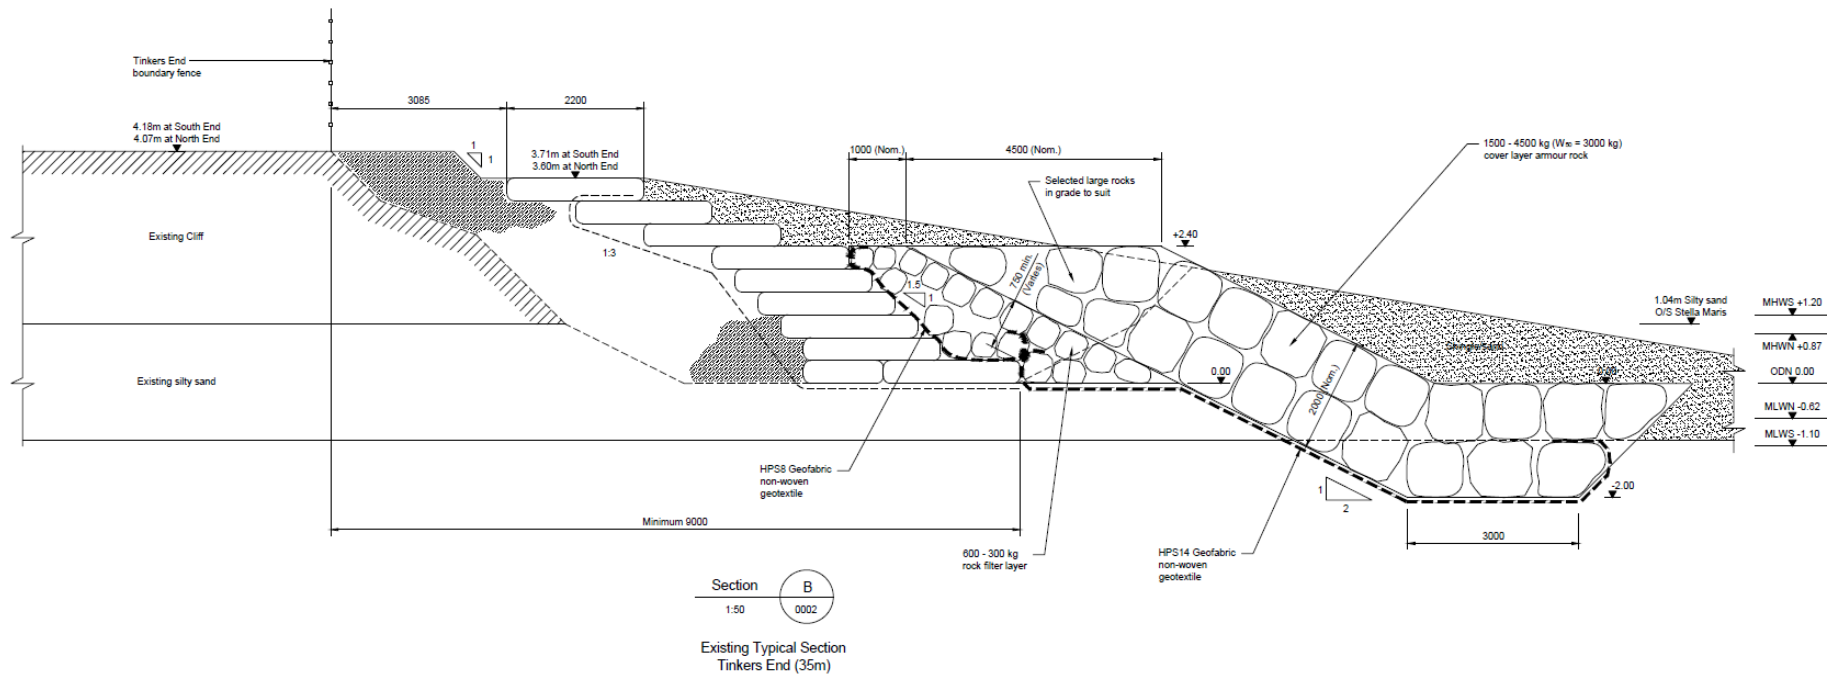 Tinkers End
boundary fence
3085
2200
4.18m at South End
4.07m at North End
1
1
3.71m at South End
3.60m at North End
1000 (Nom.)
4500 (Nom.)
1500 - 4500 kg (W₅₀ = 3000 kg)
cover layer armour rock
Selected large rocks
in grade to suit
Existing Cliff
1:3
+2.40
750 min.
(Varies)
1.5
1
1.04m Silty sand
O/S Stella Maris
MHWS +1.20
MHWN +0.87
ODN 0.00
MLWN -0.62
MLWS -1.10
Existing silty sand
0.00
0.00
2000 (Nom.)
HPS8 Geofabric
non-woven
geotextile
1
2
-2.00
Minimum 9000
3000
600 - 300 kg
rock filter layer
HPS14 Geofabric
non-woven
geotextile
Section
B
1:50
0002
Existing Typical Section
Tinkers End (35m)